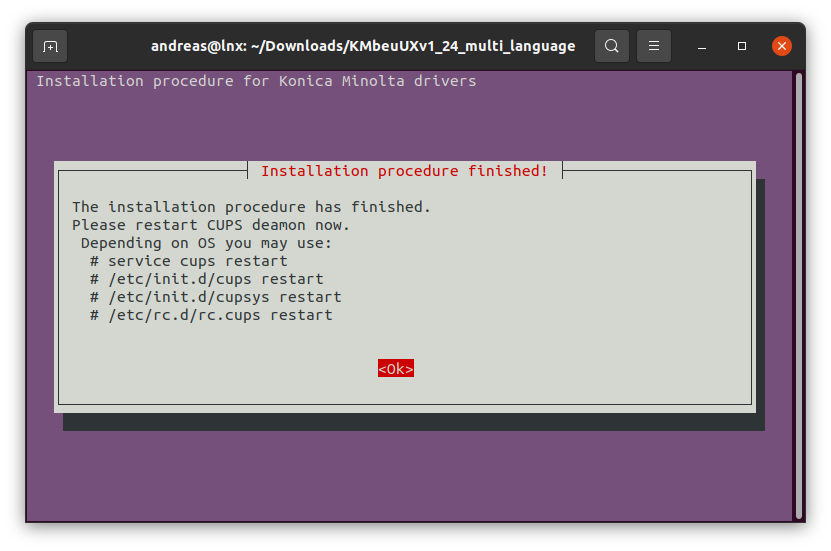 andreas@lnx: ~/Downloads/KMbeuUXv1_24_multi_language
Installation procedure for Konica Minolta drivers
Installation procedure finished!
The installation procedure has finished.
Please restart CUPS deamon now.
Depending on OS you may use:
# service cups restart
# /etc/init.d/cups restart
# /etc/init.d/cupsys restart
# /etc/rc.d/rc.cups restart
<Ok>